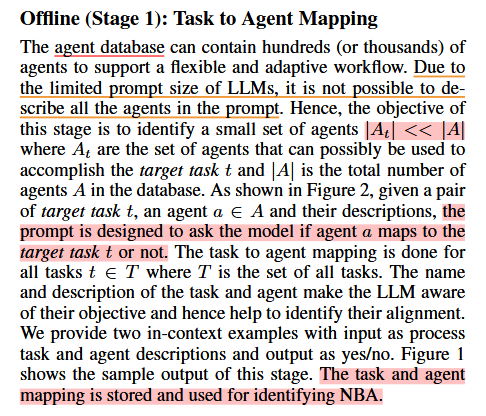 Offline (Stage 1): Task to Agent Mapping
The agent database can contain hundreds (or thousands) of
agents to support a flexible and adaptive workflow. Due to
the limited prompt size of LLMs, it is not possible to de-
scribe all the agents in the prompt. Hence, the objective of
this stage is to identify a small set of agents |Aₜ| << |A|
where Aₜ are the set of agents that can possibly be used to
accomplish the target task t and |A| is the total number of
agents A in the database. As shown in Figure 2, given a pair
of target task t, an agent a ∈ A and their descriptions, the
prompt is designed to ask the model if agent a maps to the
target task t or not. The task to agent mapping is done for
all tasks t ∈ T where T is the set of all tasks. The name
and description of the task and agent make the LLM aware
of their objective and hence help to identify their alignment.
We provide two in-context examples with input as process
task and agent descriptions and output as yes/no. Figure 1
shows the sample output of this stage. The task and agent
mapping is stored and used for identifying NBA.